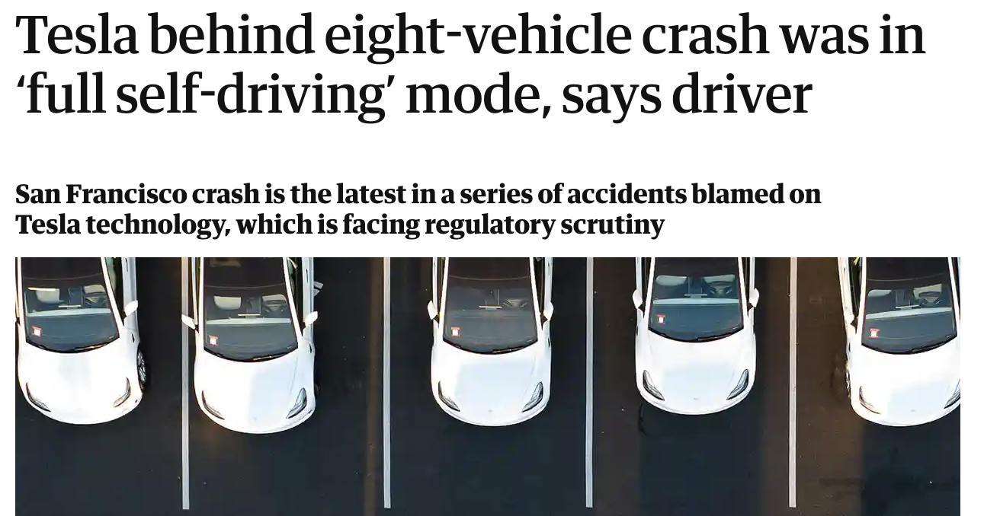 Tesla behind eight-vehicle crash was in
‘full self-driving’ mode, says driver
San Francisco crash is the latest in a series of accidents blamed on
Tesla technology, which is facing regulatory scrutiny